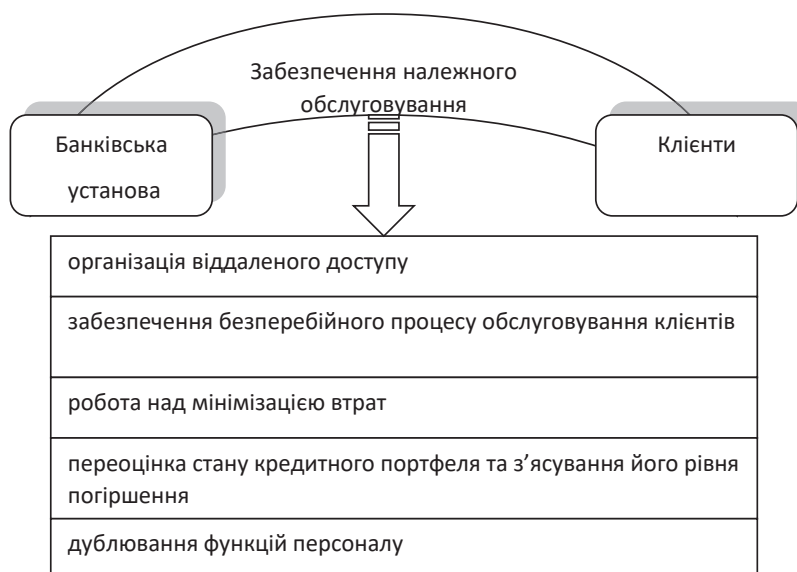 Забезпечення належного
обслуговування
Банківська
установа
Клієнти
організація віддаленого доступу
забезпечення безперебійного процесу обслуговування клієнтів
робота над мінімізацією втрат
переоцінка стану кредитного портфеля та з’ясування його рівня
погіршення
дублювання функцій персоналу